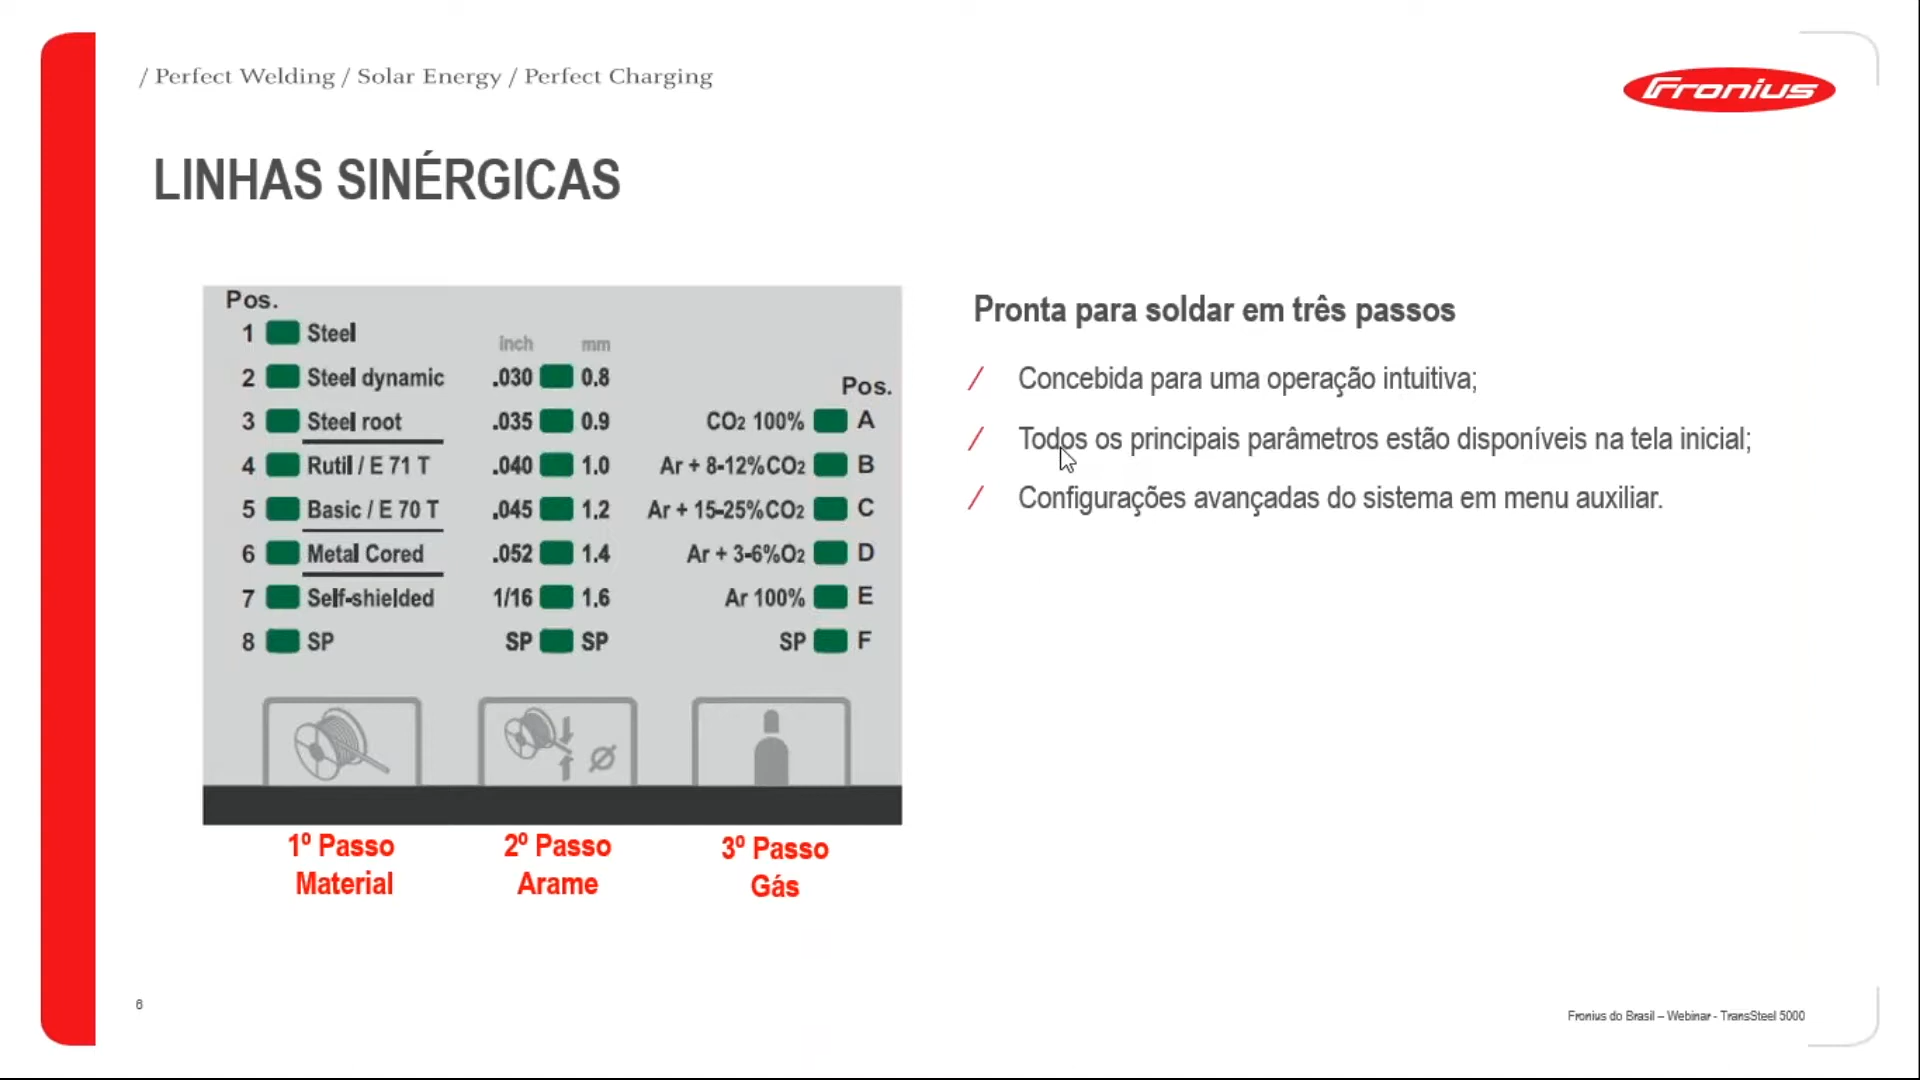 / Perfect Welding / Solar Energy / Perfect Charging
Fronius
LINHAS SINÉRGICAS
Pos.
1 Steel
2 Steel dynamic
3 Steel root
4 Rutil / E 71 T
5 Basic / E 70 T
6 Metal Cored
7 Self-shielded
8 SP
inch mm
.030 0.8
.035 0.9
.040 1.0
.045 1.2
.052 1.4
1/16 1.6
SP SP
Pos.
CO2 100% A
Ar + 8-12%CO2 B
Ar + 15-25%CO2 C
Ar + 3-6%O2 D
Ar 100% E
SP F
Ø
1º Passo
Material
2º Passo
Arame
3º Passo
Gás
Pronta para soldar em três passos
/ Concebida para uma operação intuitiva;
/ Todos os principais parâmetros estão disponíveis na tela inicial;
/ Configurações avançadas do sistema em menu auxiliar.
6
Fronius do Brasil – Webinar - TransSteel 5000